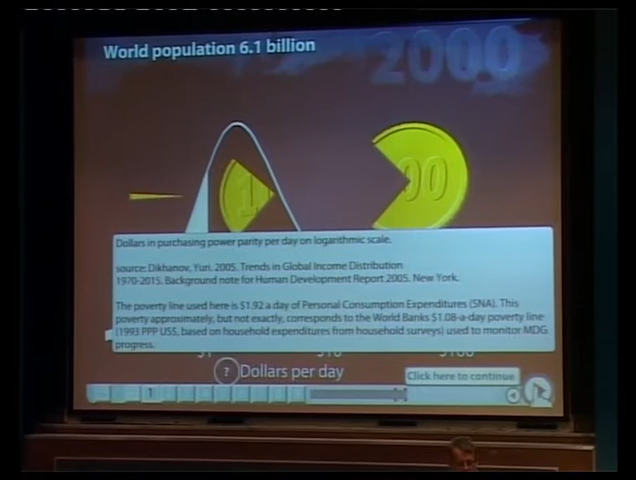 World population 6.1 billion
2000
1
00
Dollars in purchasing power parity per day on logarithmic scale.
source: Dikhanov, Yuri. 2005. Trends in Global Income Distribution
1970-2015. Background note for Human Development Report 2005. New York.
The poverty line used here is $1.92 a day of Personal Consumption Expenditures (SNA). This
poverty approximately, but not exactly, corresponds to the World Banks $1.08-a-day poverty line
(1993 PPP US$, based on household expenditures from household surveys) used to monitor MDG
progress.
? Dollars per day
Click here to continue
1